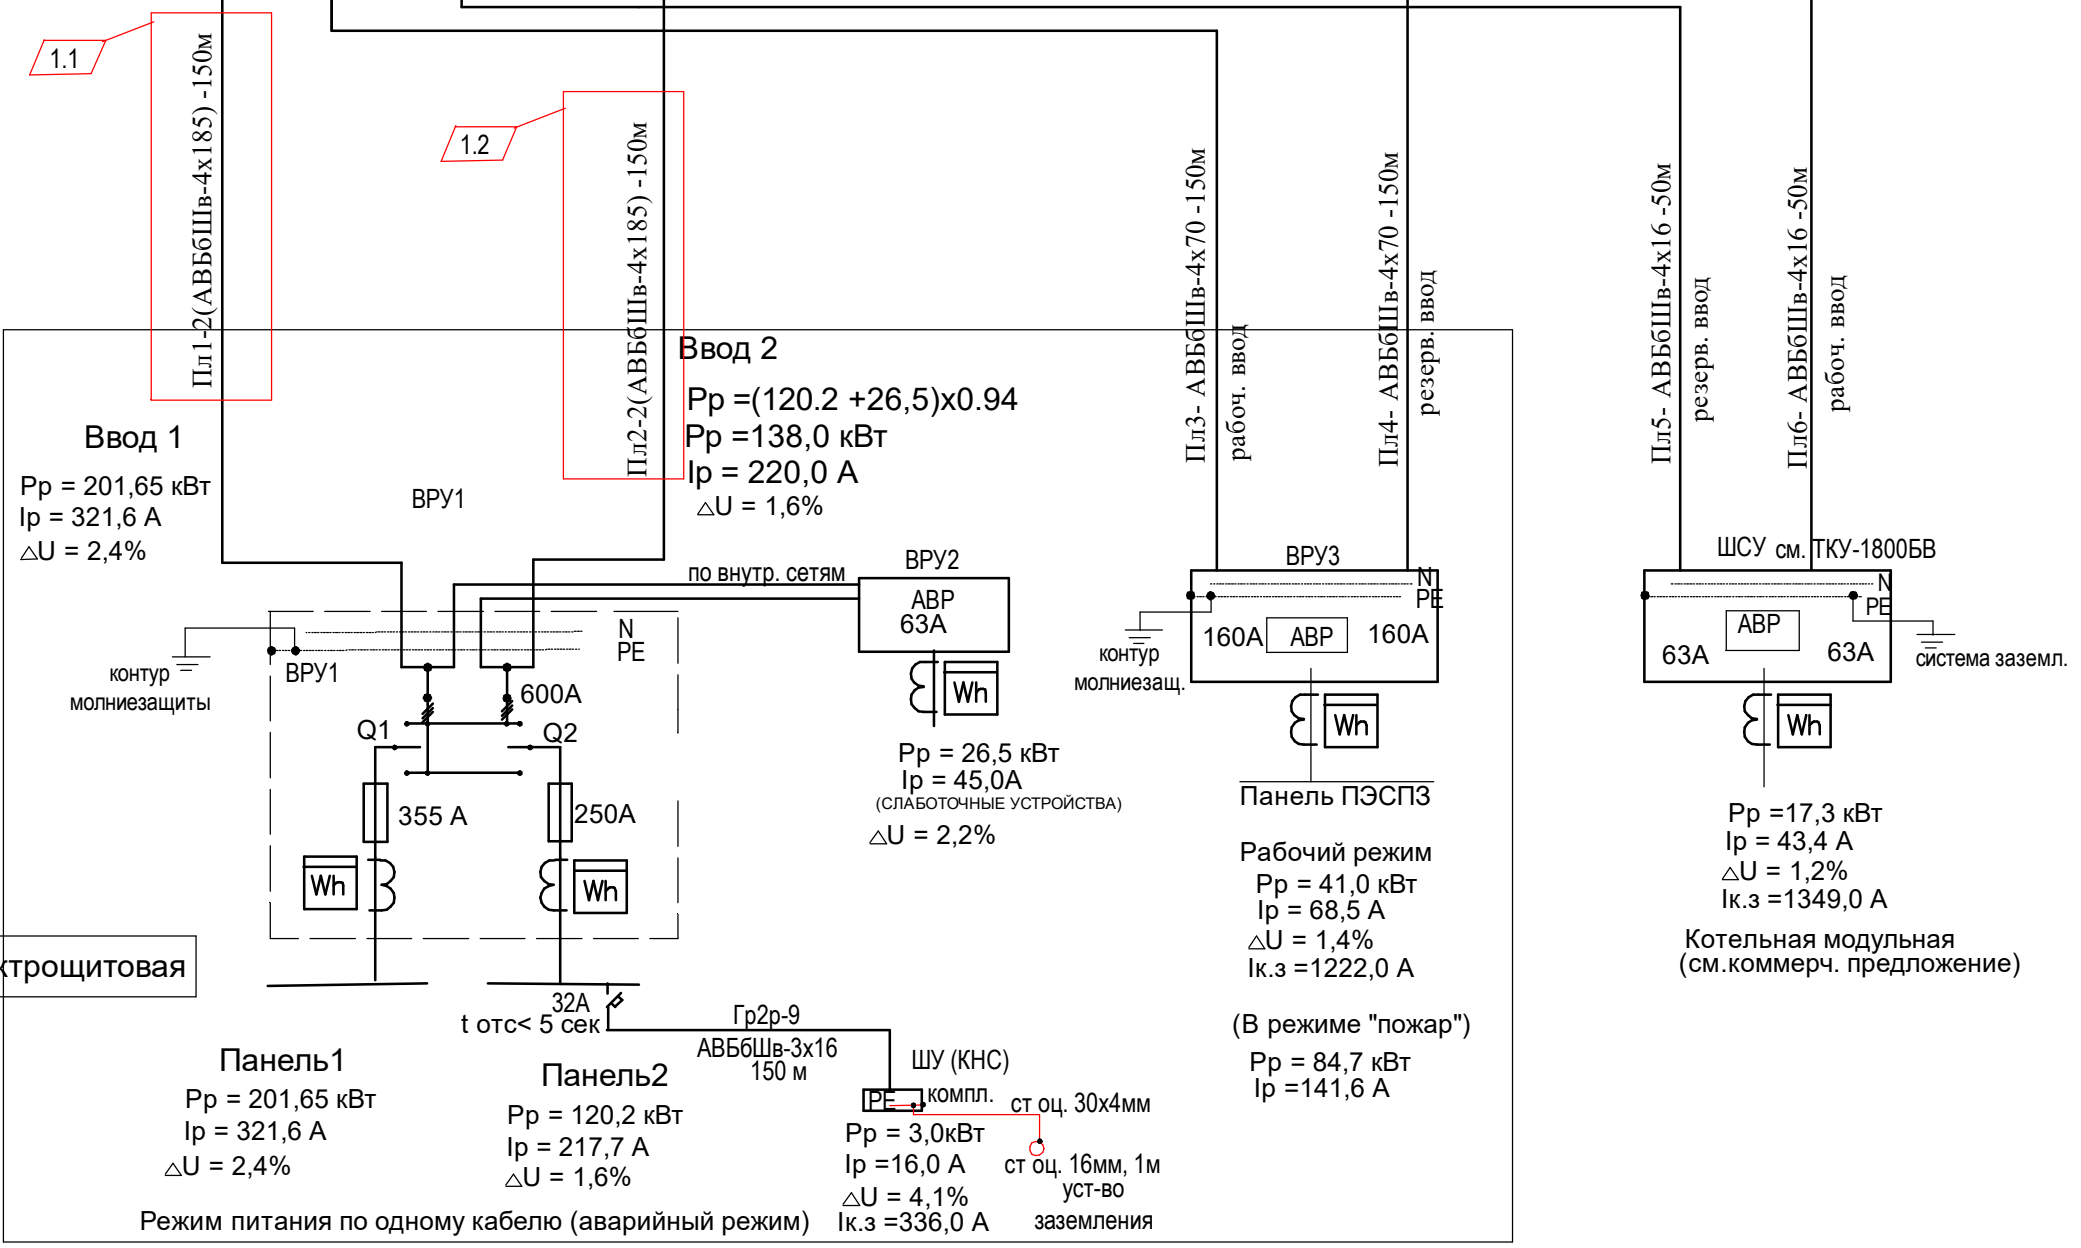 1.1
Пл1-2(АВБбШв-4х185) -150м
1.2
Пл2-2(АВБбШв-4х185) -150м
Пл3- АВБбШв-4х70 -150м
рабоч. ввод
Пл4- АВБбШв-4х70 -150м
резерв. ввод
Пл5- АВБбШв-4х16 -50м
резерв. ввод
Пл6- АВБбШв-4х16 -50м
рабоч. ввод
Ввод 1
Рр = 201,65 кВт
Iр = 321,6 А
△U = 2,4%
ВРУ1
Ввод 2
Рр =(120.2 +26,5)х0.94
Рр =138,0 кВт
Iр = 220,0 А
△U = 1,6%
по внутр. сетям
ВРУ2
АВР
63А
Wh
Рр = 26,5 кВт
Iр = 45,0А
(СЛАБОТОЧНЫЕ УСТРОЙСТВА)
△U = 2,2%
контур
молниезащиты
ВРУ1
N
PE
600А
Q1
Q2
355 А
250А
Wh
Wh
ВРУ3
N
PE
160А
АВР
160А
контур
молниезащ.
Wh
Панель ПЭСПЗ
Рабочий режим
Рр = 41,0 кВт
Iр = 68,5 А
△U = 1,4%
Iк.з =1222,0 А
(В режиме "пожар")
Рр = 84,7 кВт
Iр =141,6 А
ШСУ см. ТКУ-1800БВ
N
PE
АВР
63А
63А
система заземл.
Wh
Рр =17,3 кВт
Iр = 43,4 А
△U = 1,2%
Iк.з =1349,0 А
Котельная модульная
(см.коммерч. предложение)
ктрощитовая
32А
t отс< 5 сек
Гр2р-9
АВБбШв-3х16
150 м
ШУ (КНС)
компл.
PE
ст оц. 30х4мм
Рр = 3,0кВт
Iр =16,0 А
△U = 4,1%
Iк.з =336,0 А
ст оц. 16мм, 1м
уст-во
заземления
Панель1
Рр = 201,65 кВт
Iр = 321,6 А
△U = 2,4%
Панель2
Рр = 120,2 кВт
Iр = 217,7 А
△U = 1,6%
Режим питания по одному кабелю (аварийный режим)